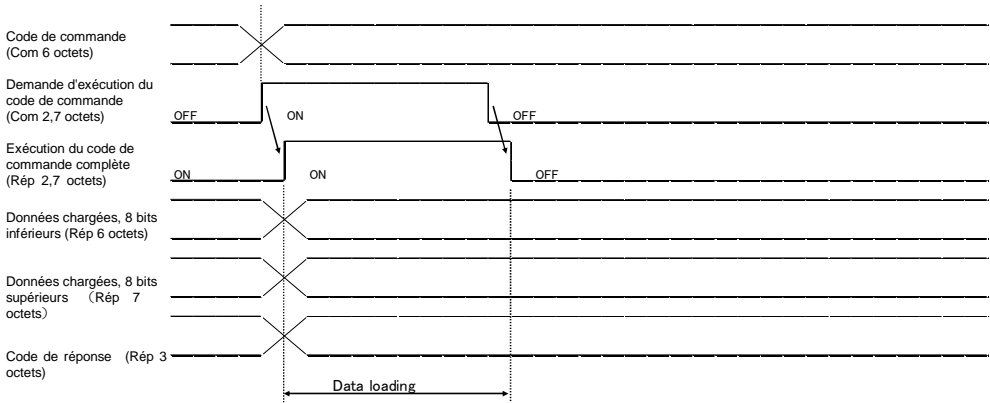 Code de commande
(Com 6 octets)
Demande d'exécution du
code de commande
(Com 2,7 octets)
OFF
ON
OFF
Exécution du code de
commande complète
(Rép 2,7 octets)
ON
ON
OFF
Données chargées, 8 bits
inférieurs (Rép 6 octets)
Données chargées, 8 bits
supérieurs （Rép 7
octets）
Code de réponse (Rép 3
octets)
Data loading